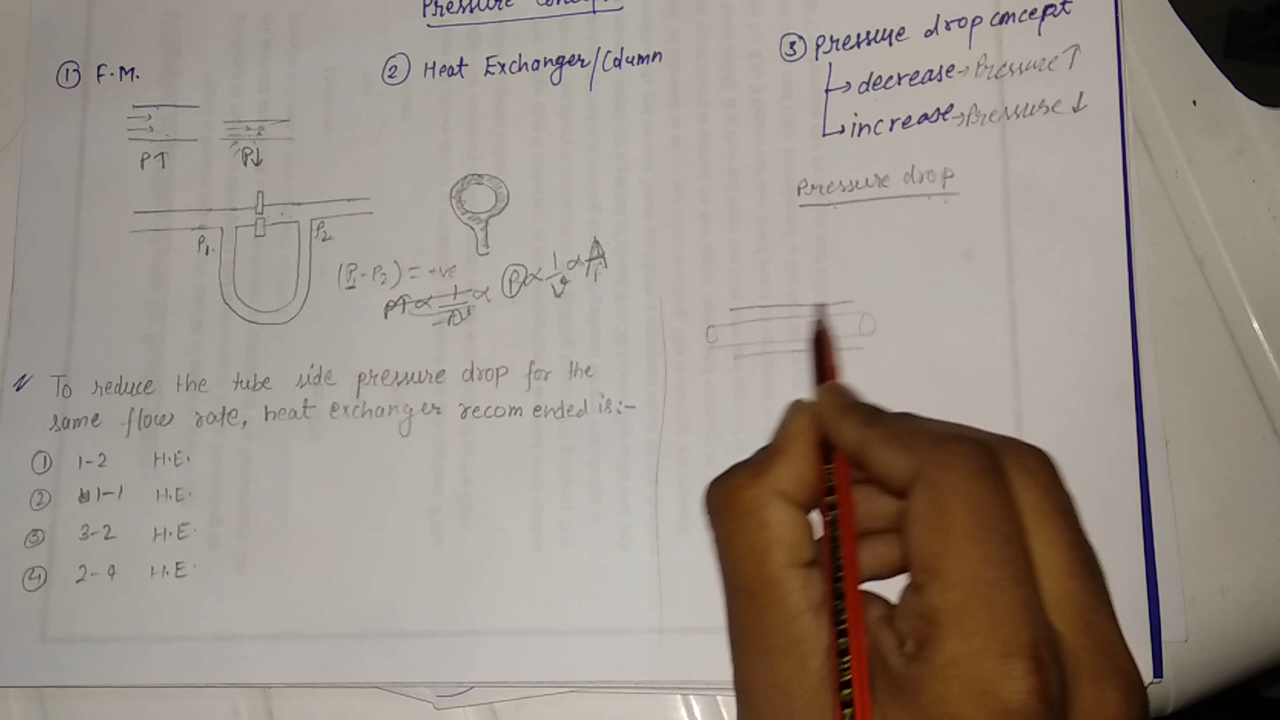 Pressure Concept
① F.M.
P↑
P↓
P₁
P₂
(P₁-P₂) = +ve
② Heat Exchanger/Column
P ∝ 1/v ∝ A
③ Pressure drop concept
↳ decrease → Pressure ↑
↳ increase → Pressure ↓
Pressure drop
To reduce the tube side pressure drop for the
same flow rate, heat exchanger recom ended is:-
① 1-2 H.E.
② 1-1 H.E.
③ 3-2 H.E.
④ 2-4 H.E.